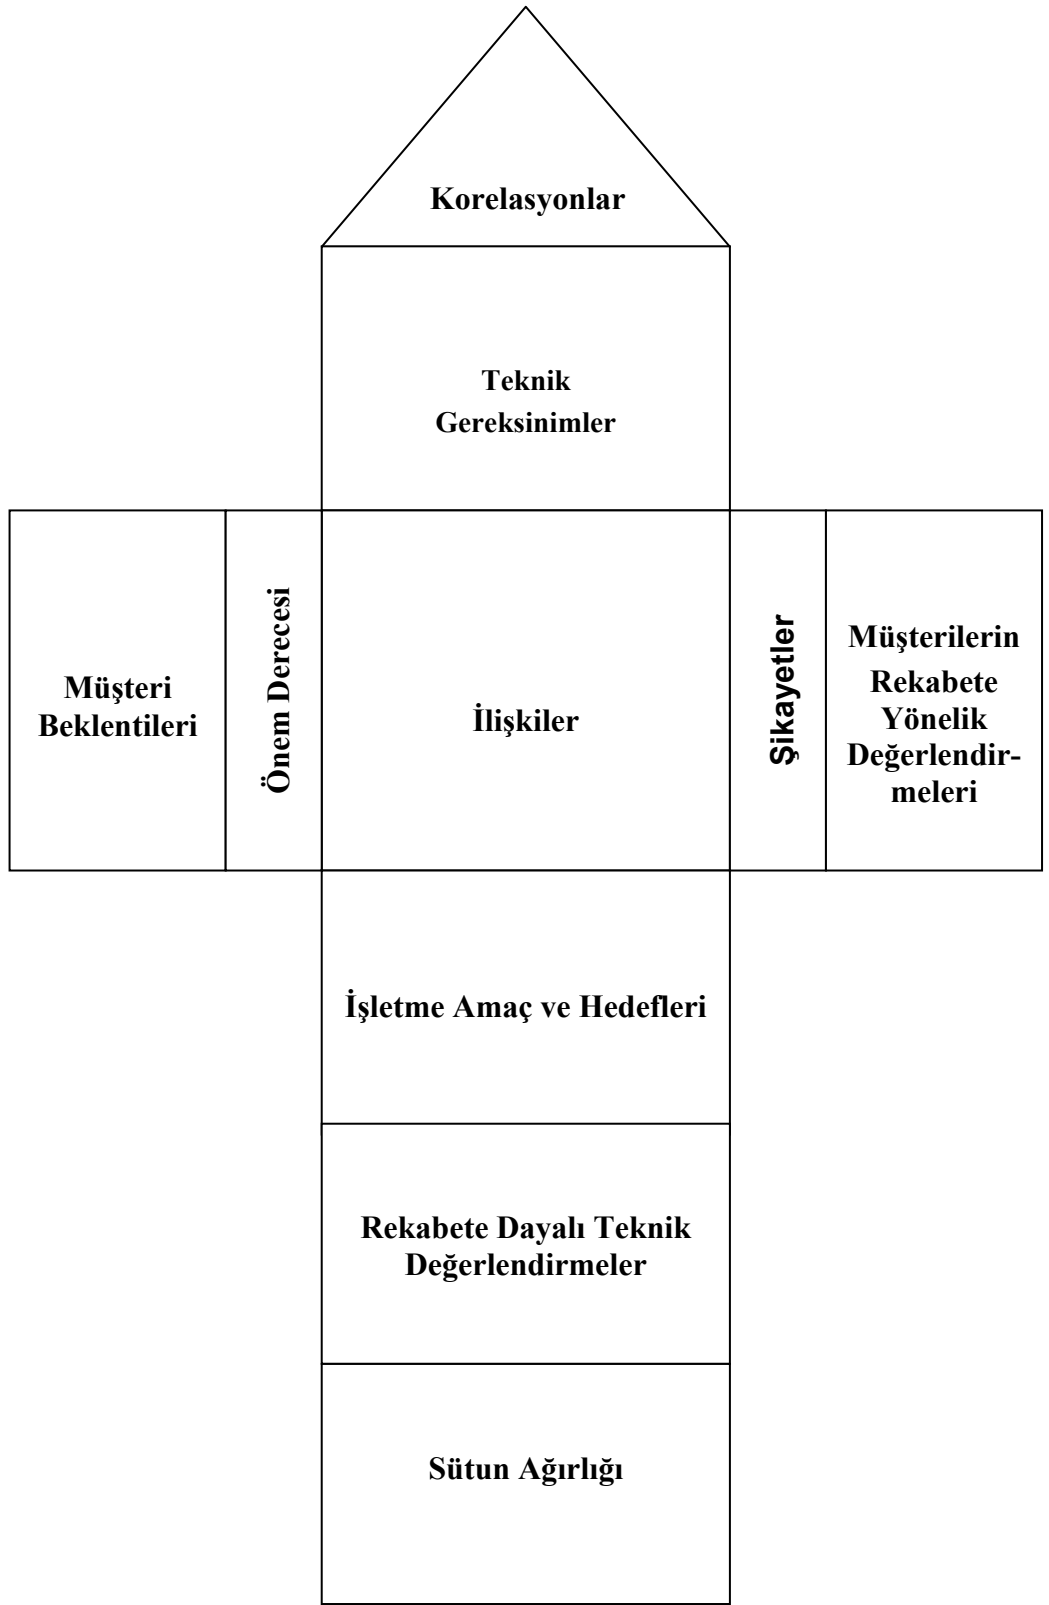 Korelasyonlar
Teknik
Gereksinimler
Müşteri
Beklentileri
Önem Derecesi
İlişkiler
Şikayetler
Müşterilerin
Rekabete
Yönelik
Değerlendir-
meleri
İşletme Amaç ve Hedefleri
Rekabete Dayalı Teknik
Değerlendirmeler
Sütun Ağırlığı